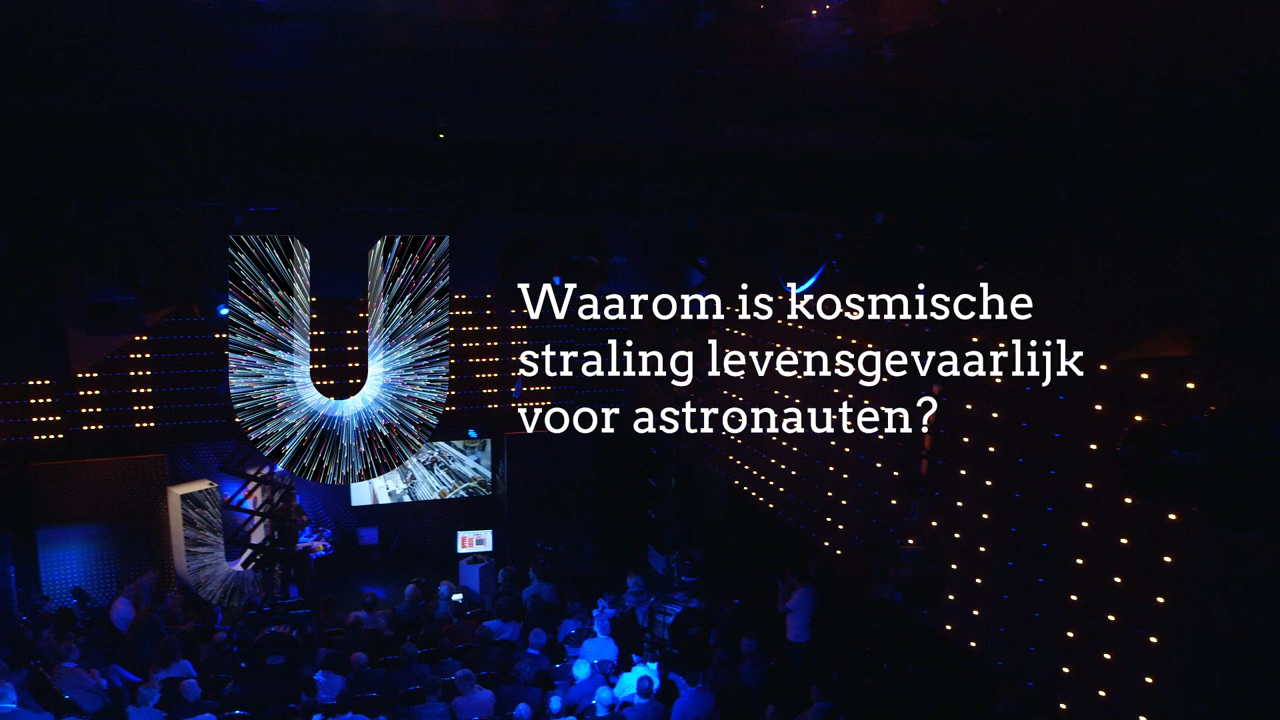 U
Waarom is kosmische
straling levensgevaarlijk
voor astronauten?